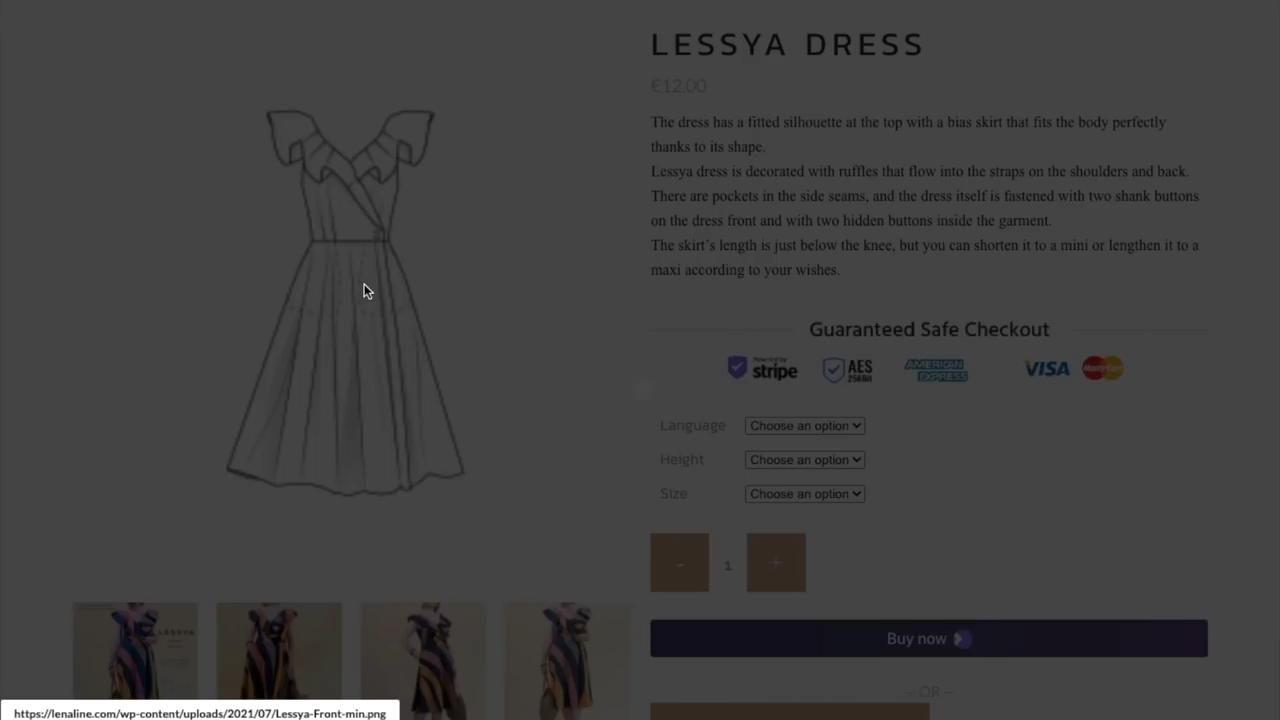 LESSYA DRESS
€12.00
The dress has a fitted silhouette at the top with a bias skirt that fits the body perfectly
thanks to its shape.
Lessya dress is decorated with ruffles that flow into the straps on the shoulders and back.
There are pockets in the side seams, and the dress itself is fastened with two shank buttons
on the dress front and with two hidden buttons inside the garment.
The skirt’s length is just below the knee, but you can shorten it to a mini or lengthen it to a
maxi according to your wishes.
Guaranteed Safe Checkout
Powered by
stripe
AES
256Bit
AMERICAN
EXPRESS
VISA
MasterCard
Language Choose an option
Height Choose an option
Size Choose an option
- 1 +
LESSYA
Buy now
– OR –
https://lenaline.com/wp-content/uploads/2021/07/Lessya-Front-min.png